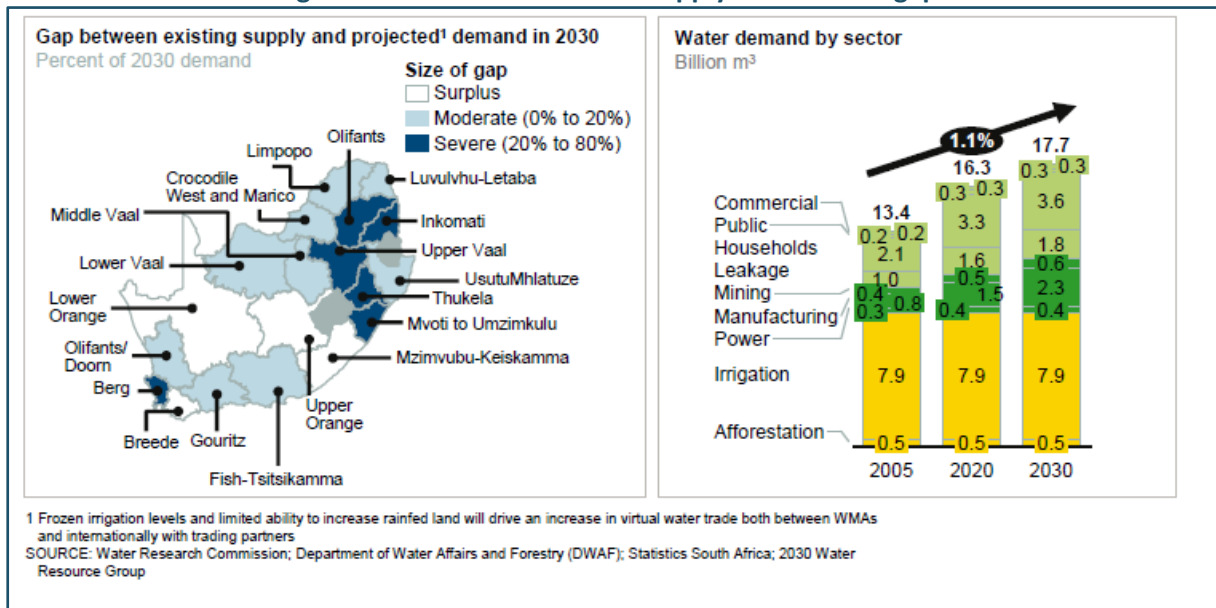 Gap between existing supply and projected¹ demand in 2030
Percent of 2030 demand
Size of gap
Surplus
Moderate (0% to 20%)
Severe (20% to 80%)
Olifants
Limpopo
Luvulvhu-Letaba
Crocodile
West and Marico
Middle Vaal
Inkomati
Upper Vaal
Lower Vaal
UsutuMhlatuze
Thukela
Lower
Orange
Mvoti to Umzimkulu
Olifants/
Doorn
Mzimvubu-Keiskamma
Berg
Upper
Orange
Breede
Gouritz
Fish-Tsitsikamma
Water demand by sector
Billion m³
1.1%
13.4
16.3
17.7
Commercial
0.2
0.3
0.3
Public
0.2
0.3
0.3
Households
2.1
3.3
3.6
Leakage
1.0
1.6
1.8
Mining
0.4
0.5
0.6
Manufacturing
0.8
1.5
2.3
Power
0.3
0.4
0.4
Irrigation
7.9
7.9
7.9
Afforestation
0.5
0.5
0.5
2005
2020
2030
1 Frozen irrigation levels and limited ability to increase rainfed land will drive an increase in virtual water trade both between WMAs
and internationally with trading partners
SOURCE: Water Research Commission; Department of Water Affairs and Forestry (DWAF); Statistics South Africa; 2030 Water
Resource Group